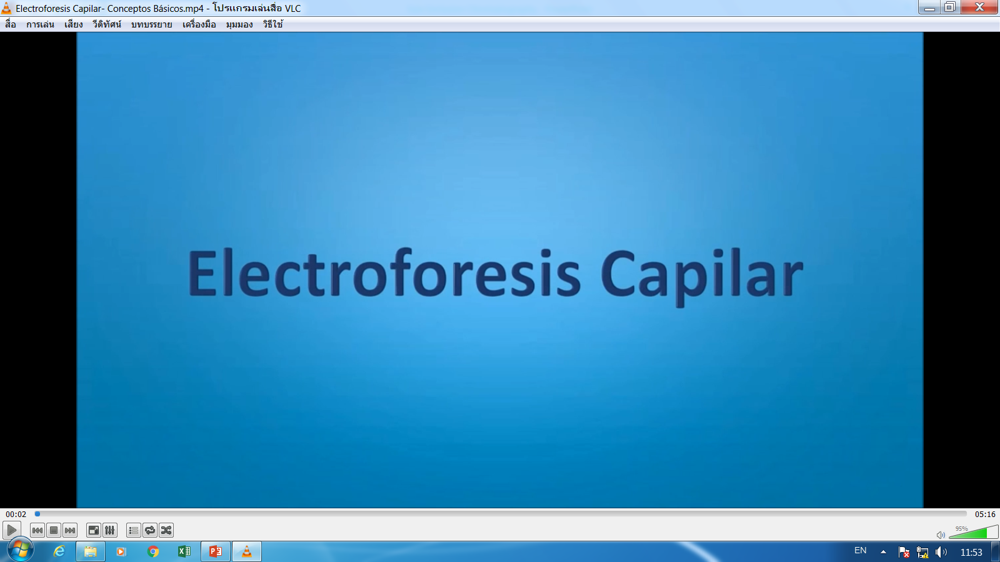 Electroforesis Capilar- Conceptos Básicos.mp4 - โปรแกรมเล่นสื่อ VLC
สื่อ การเล่น เสียง วีดิทัศน์ บทบรรยาย เครื่องมือ มุมมอง วิธีใช้
Electroforesis Capilar
00:02 05:16
95%
EN 11:53